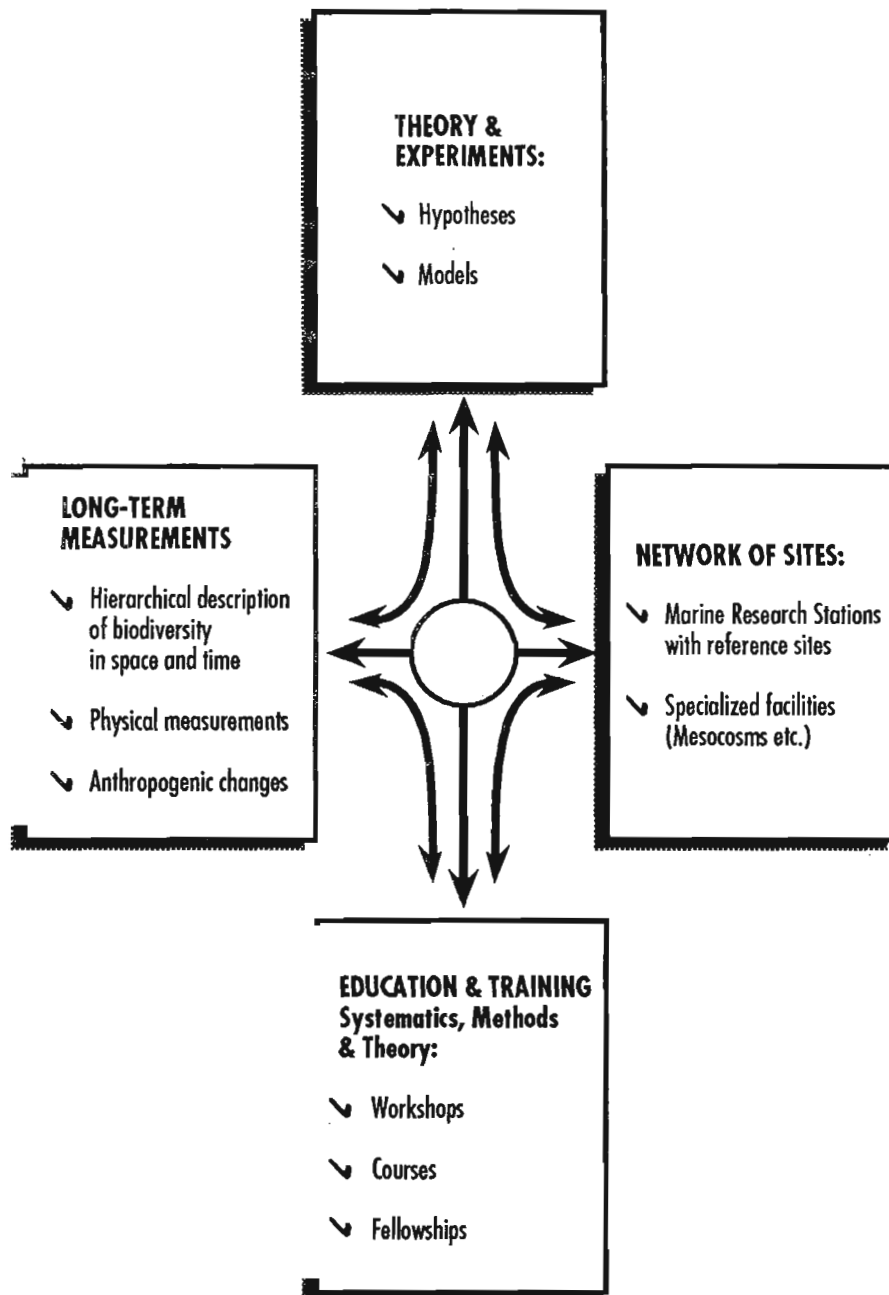 THEORY &
EXPERIMENTS:
Hypotheses
Models
LONG-TERM
MEASUREMENTS
Hierarchical description
of biodiversity
in space and time
Physical measurements
Anthropogenic changes
NETWORK OF SITES:
Marine Research Stations
with reference sites
Specialized facilities
(Mesocosms etc.)
EDUCATION & TRAINING
Systematics, Methods
& Theory:
Workshops
Courses
Fellowships